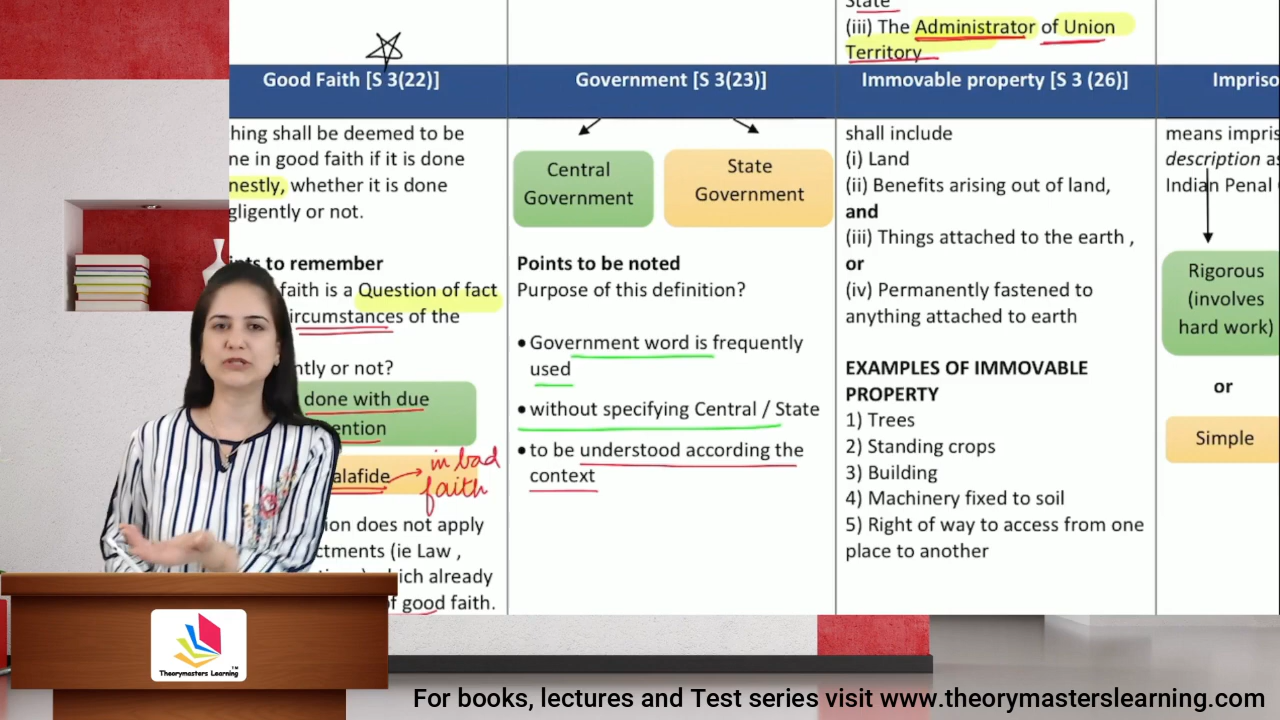 State
(iii) The Administrator of Union
Territory
Good Faith [S 3(22)]
hing shall be deemed to be
ne in good faith if it is done
nestly, whether it is done
gligently or not.
nts to remember
faith is a Question of fact
ircumstances of the
ntly or not?
done with due
ention
alafide
in bad
faith
ion does not apply
ctments (ie Law ,
hich already
of good faith.
Government [S 3(23)]
Central
Government
State
Government
Points to be noted
Purpose of this definition?
• Government word is frequently
used
• without specifying Central / State
• to be understood according the
context
Immovable property [S 3 (26)]
shall include
(i) Land
(ii) Benefits arising out of land,
and
(iii) Things attached to the earth ,
or
(iv) Permanently fastened to
anything attached to earth
EXAMPLES OF IMMOVABLE
PROPERTY
1) Trees
2) Standing crops
3) Building
4) Machinery fixed to soil
5) Right of way to access from one
place to another
Impriso
means impris
description as
Indian Penal
Rigorous
(involves
hard work)
or
Simple
Theorymasters Learning™
For books, lectures and Test series visit www.theorymasterslearning.com